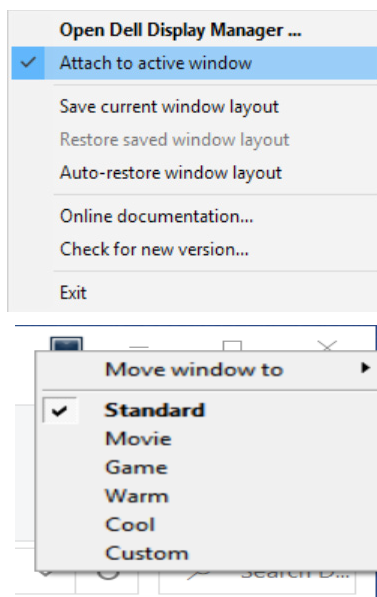 Open Dell Display Manager ...
Attach to active window
Save current window layout
Restore saved window layout
Auto-restore window layout
Online documentation...
Check for new version...
Exit
Move window to
Standard
Movie
Game
Warm
Cool
Custom
Search D...